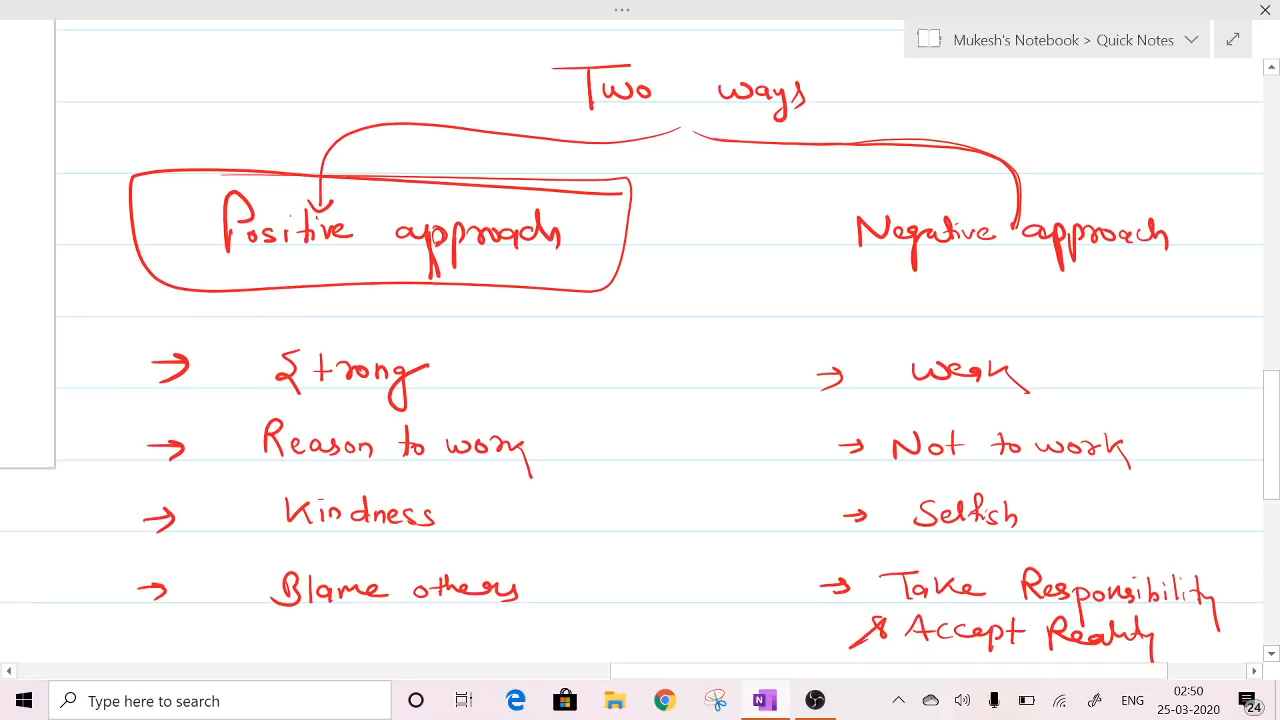 Mukesh's Notebook > Quick Notes
Two ways
Positive approach
Negative approach
Strong
weak
Reason to work
Not to work
Kindness
Selfish
Blame others
Take Responsibility
& Accept Reality
Type here to search
ENG
02:50
25-03-2020
24